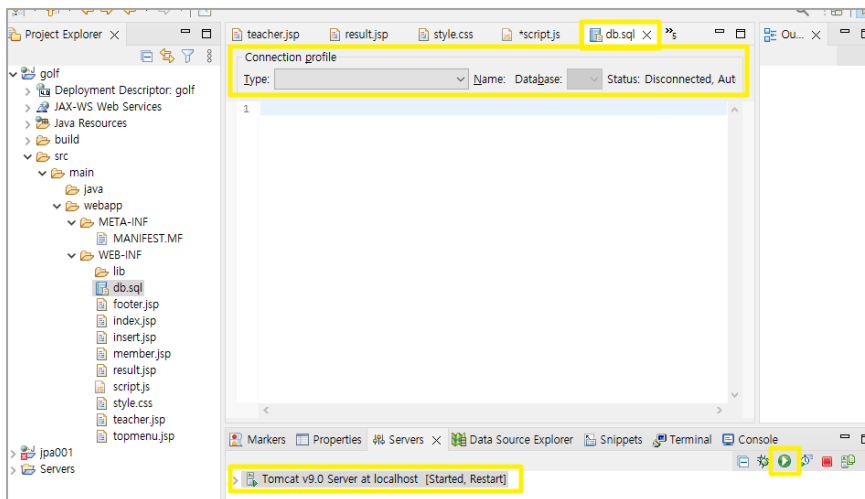 Project Explorer
golf
Deployment Descriptor: golf
JAX-WS Web Services
Java Resources
build
src
main
java
webapp
META-INF
MANIFEST.MF
WEB-INF
lib
db.sql
footer.jsp
index.jsp
insert.jsp
member.jsp
result.jsp
script.js
style.css
teacher.jsp
topmenu.jsp
jpa001
Servers
teacher.jsp result.jsp style.css *script.js db.sql »5
Connection profile
Type: Name: Database: Status: Disconnected, Aut
1
Ou...
Markers Properties Servers Data Source Explorer Snippets Terminal Console
Tomcat v9.0 Server at localhost [Started, Restart]